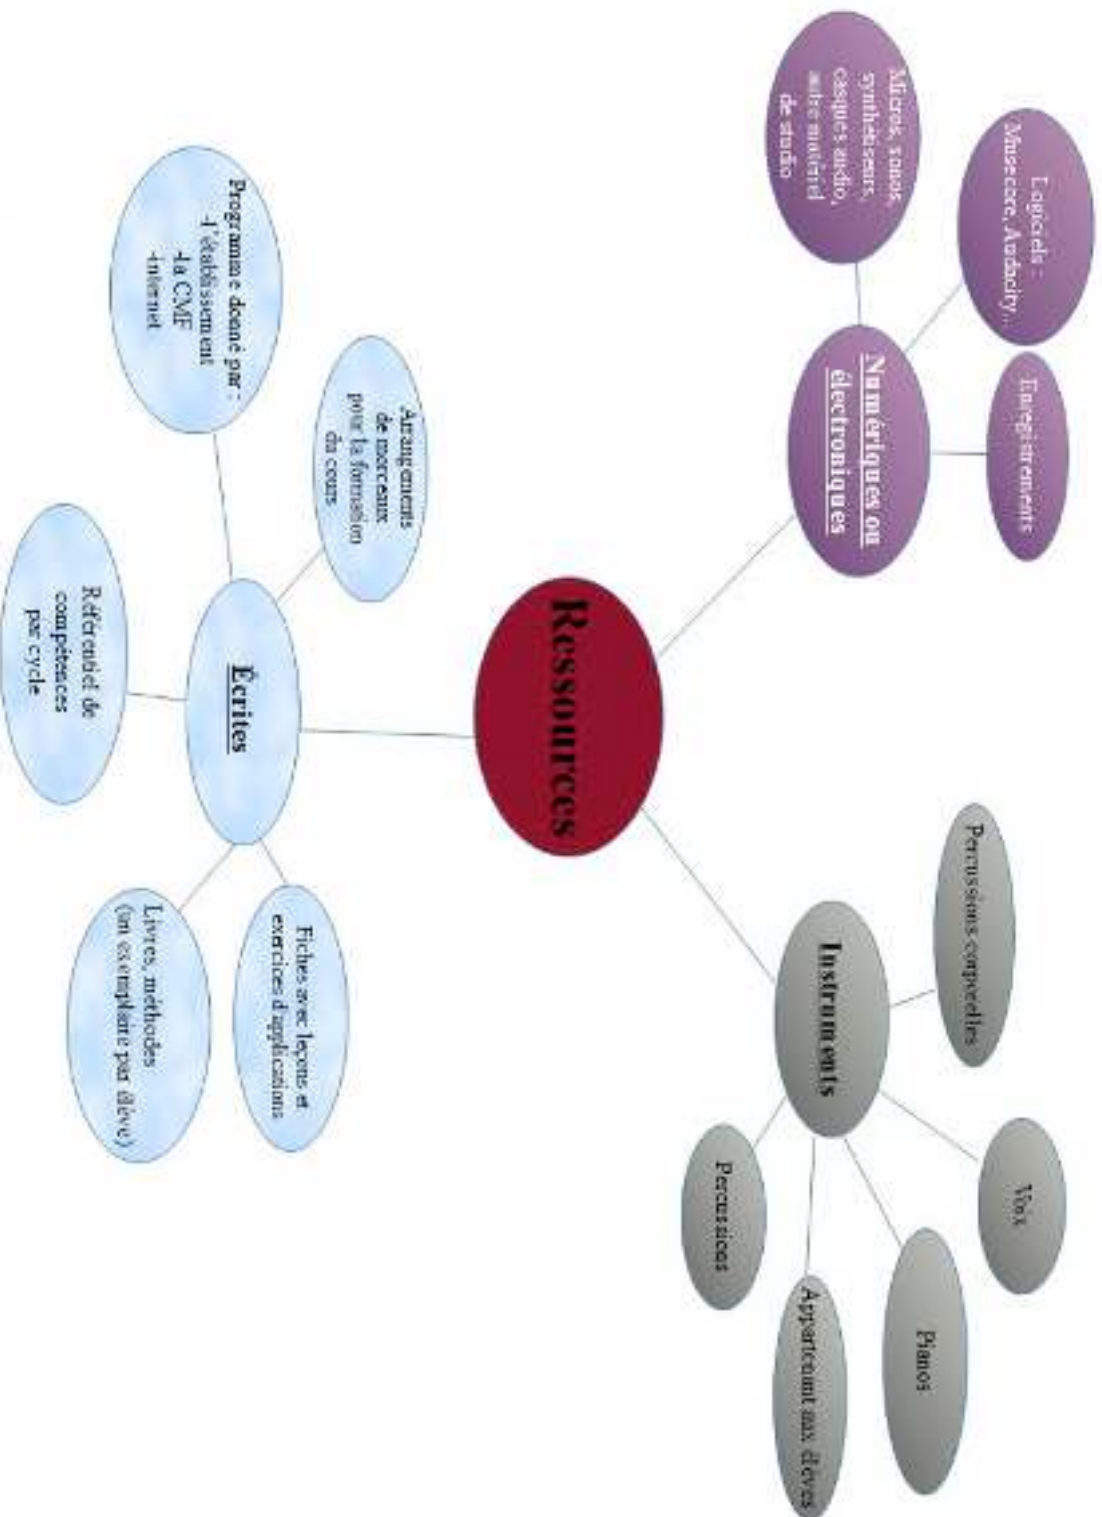 Logiciels :
Musecore, Audacity...
Enregistrements
Micros, sonos,
synthétiseurs,
casques audio,
autre matériel
de studio
Numériques ou
électroniques
Percussions corporelles
Voix
Pianos
Instruments
Appartenant aux élèves
Percussions
Ressources
Arrangements
de morceaux
pour la formation
du cours
Programme donné par :
-l'établissement
-la CMF
-internet
Écrites
Fiches avec leçons et
exercices d'applications
Référentiel de
compétences
par cycle
Livres, méthodes
(un exemplaire par élève)